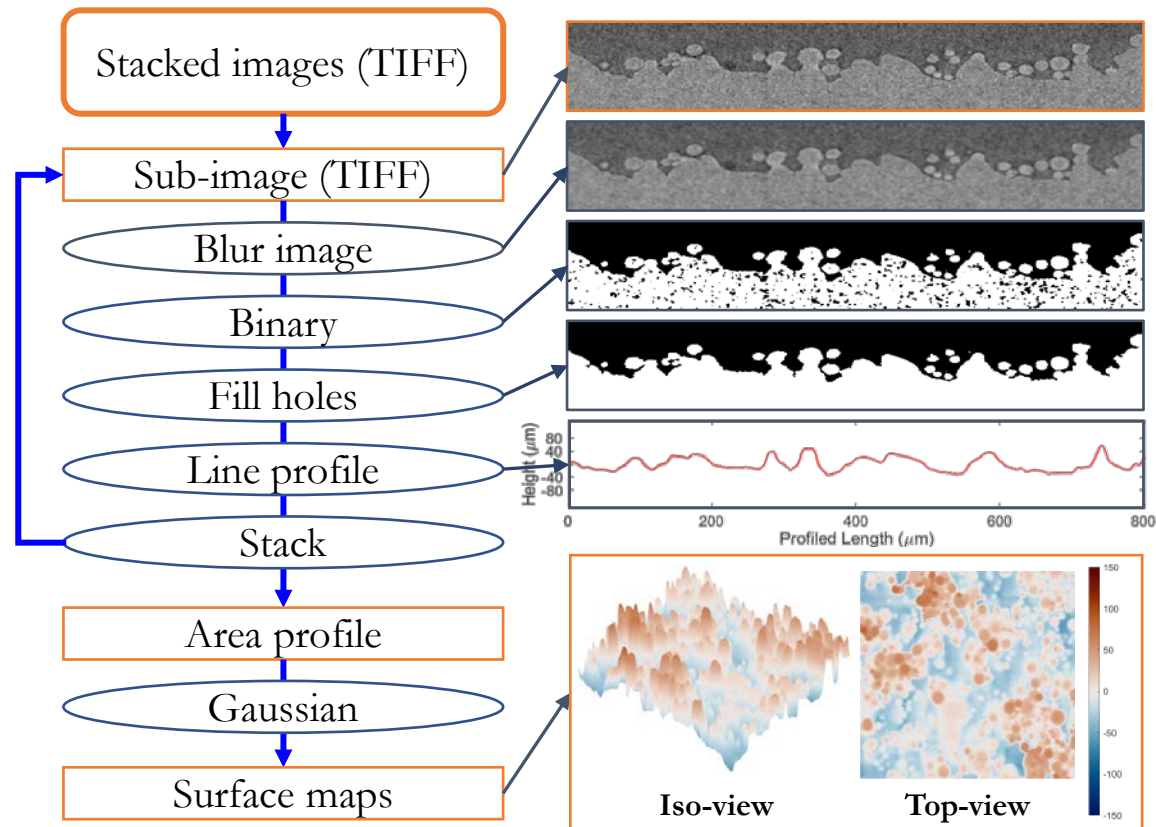 Stacked images (TIFF)
Sub-image (TIFF)
Blur image
Binary
Fill holes
Line profile
Stack
Area profile
Gaussian
Surface maps
Height (μm)
80
40
-40
-80
0
200
400
600
800
Profiled Length (μm)
150
100
50
0
-50
-100
-150
Iso-view
Top-view